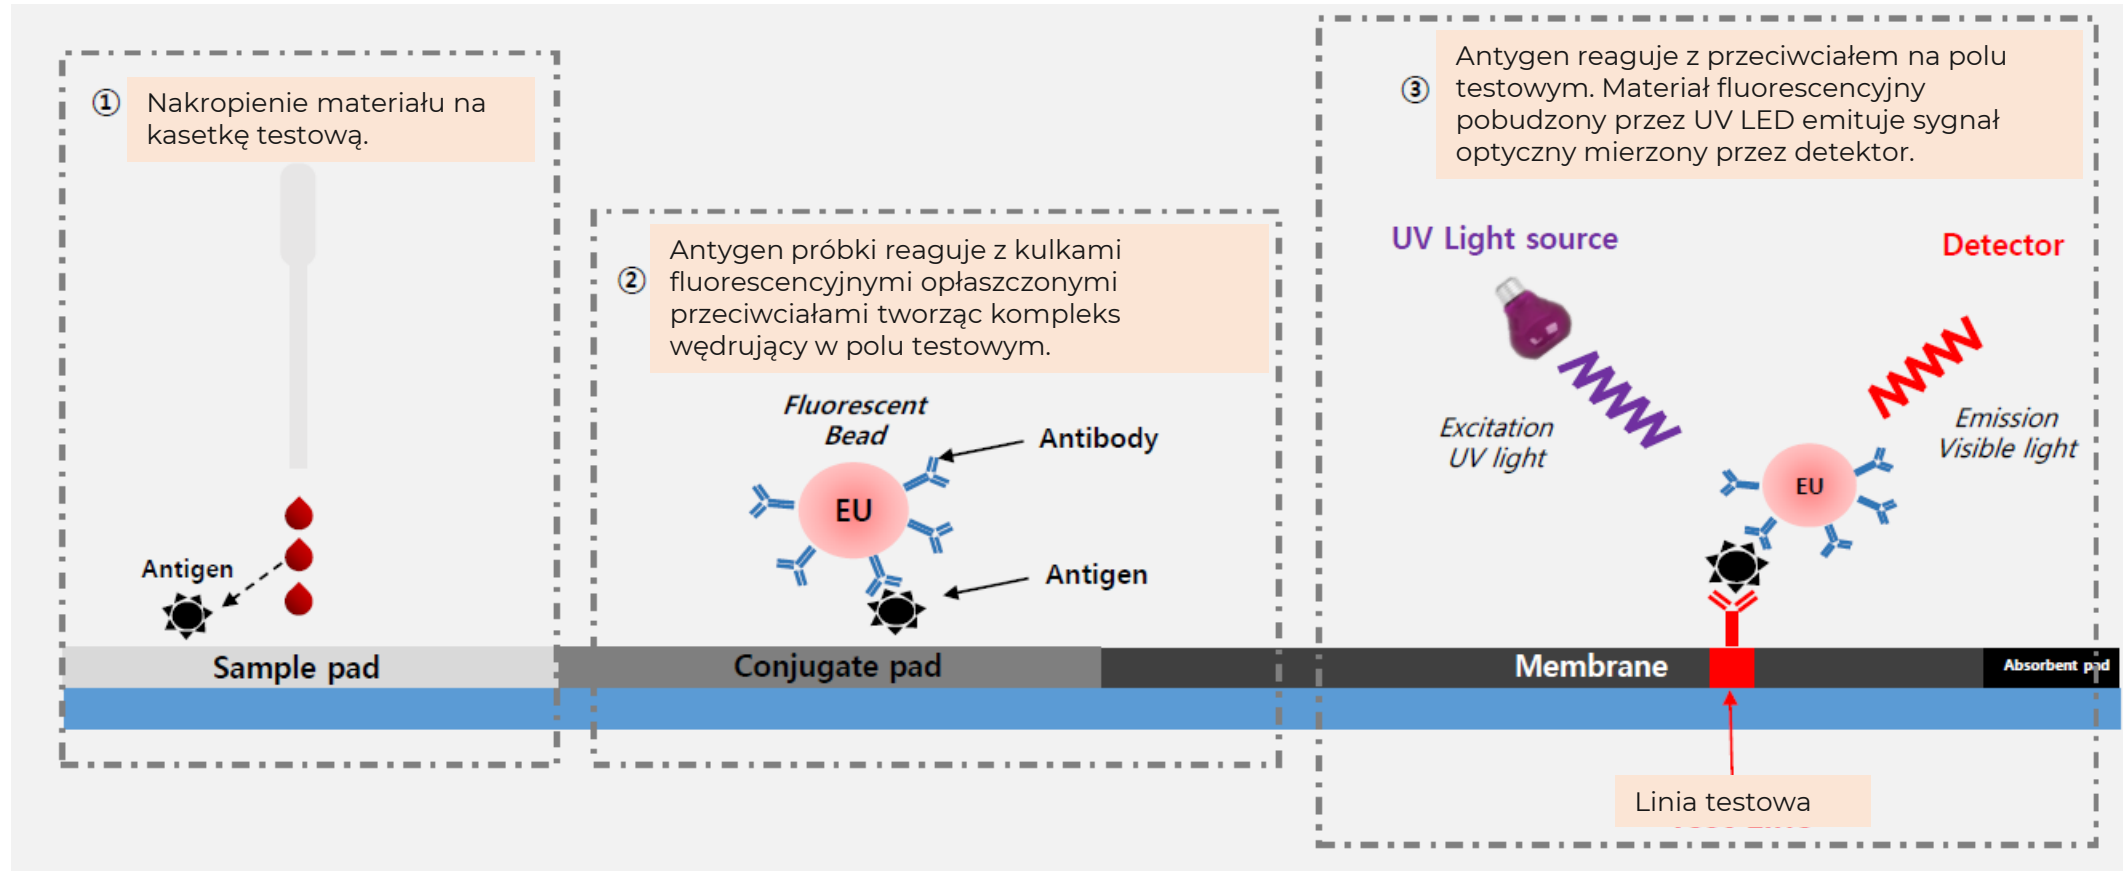 ①
Nakropienie materiału na
kasetkę testową.
Antigen
Sample pad
②
Antygen próbki reaguje z kulkami
fluorescencyjnymi opłaszczonymi
przeciwciałami tworząc kompleks
wędrujący w polu testowym.
Fluorescent
Bead
Antibody
EU
Antigen
Conjugate pad
③
Antygen reaguje z przeciwciałem na polu
testowym. Materiał fluorescencyjny
pobudzony przez UV LED emituje sygnał
optyczny mierzony przez detektor.
UV Light source
Detector
Excitation
UV light
Emission
Visible light
EU
Membrane
Absorbent pad
Linia testowa